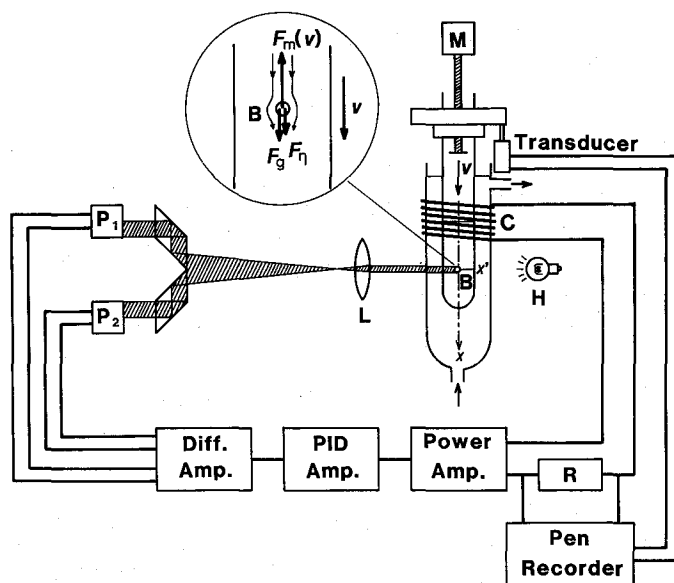 Fm(v)
B
v
Fg
Fη
M
Transducer
v
C
P1
x'
B
H
L
P2
x
Diff.
Amp.
PID
Amp.
Power
Amp.
R
Pen
Recorder